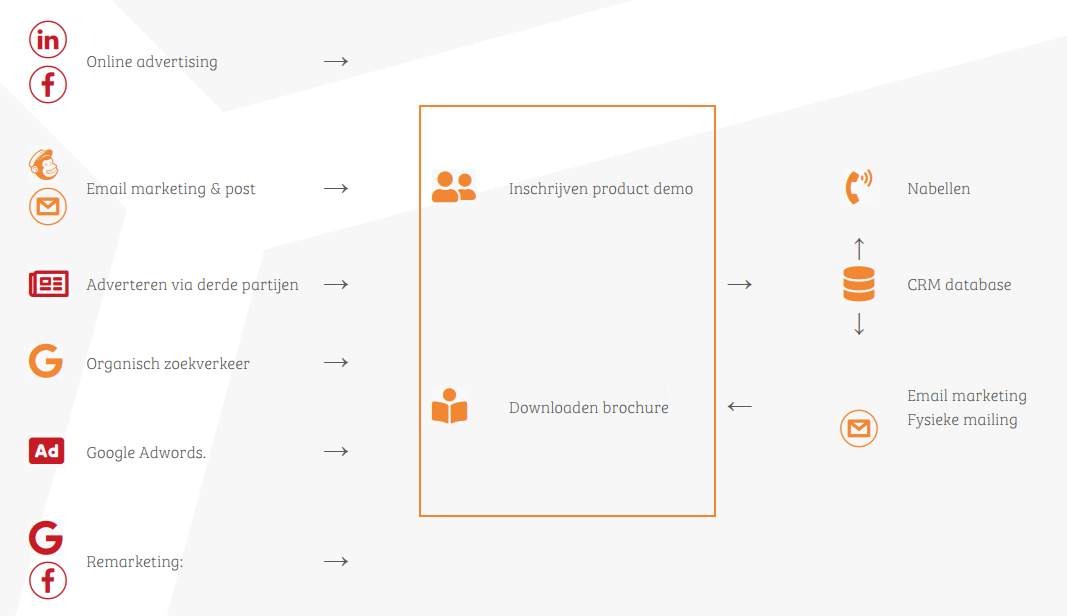 in
f
Online advertising
Email marketing & post
Inschrijven product demo
Nabellen
Adverteren via derde partijen
CRM database
G
Organisch zoekverkeer
Downloaden brochure
Email marketing
Fysieke mailing
Ad
Google Adwords.
G
f
Remarketing: